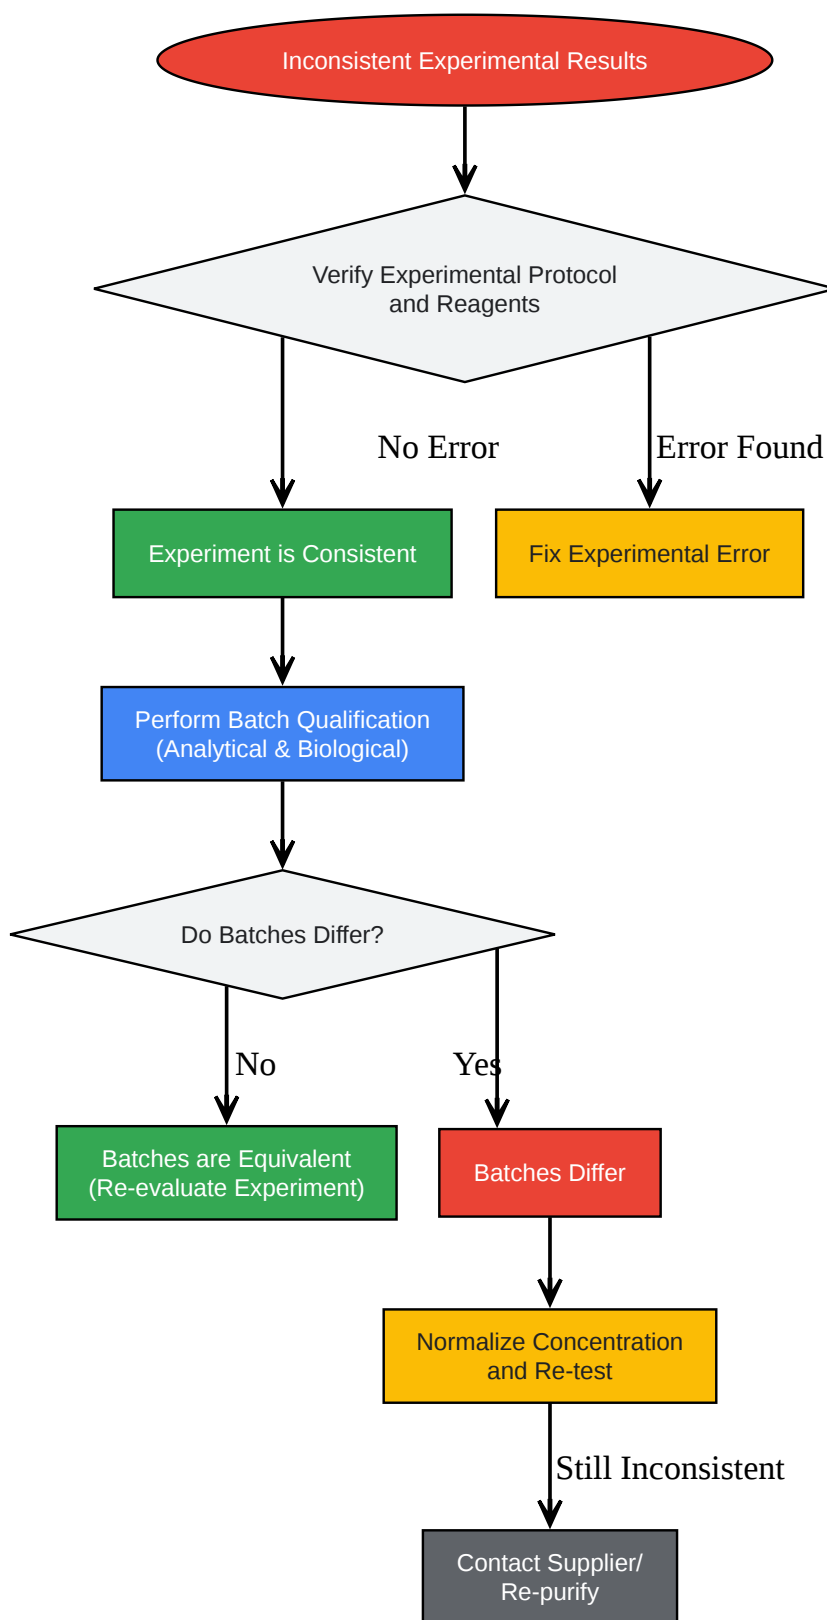 Inconsistent Experimental Results
Verify Experimental Protocol
and Reagents
No Error
Error Found
Experiment is Consistent
Fix Experimental Error
Perform Batch Qualification
(Analytical & Biological)
Do Batches Differ?
No
Yes
Batches are Equivalent
(Re-evaluate Experiment)
Batches Differ
Normalize Concentration
and Re-test
Still Inconsistent
Contact Supplier/
Re-purify